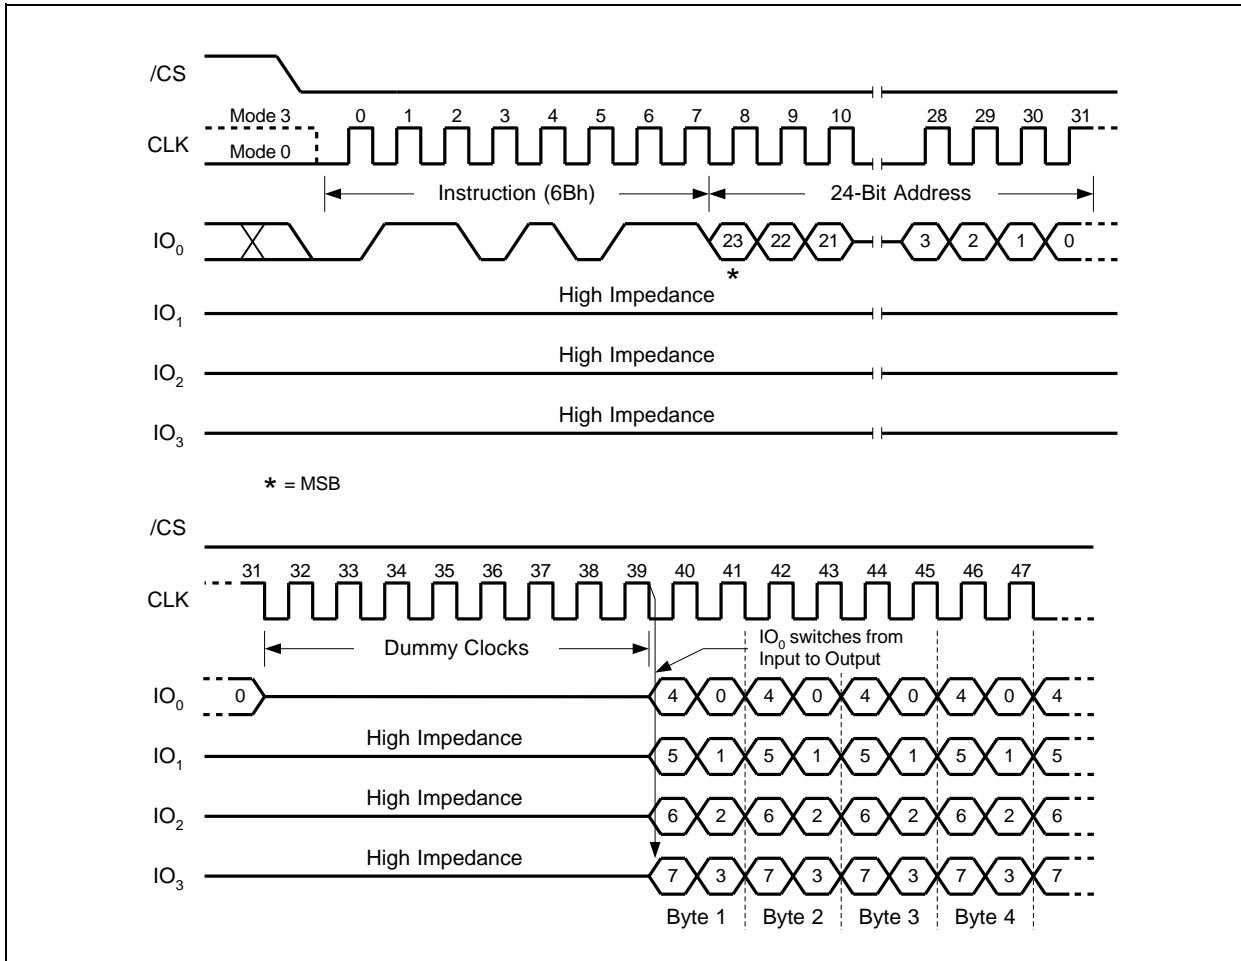 /CS
Mode 3 0 1 2 3 4 5 6 7 8 9 10 28 29 30 31
CLK
Mode 0
Instruction (6Bh) 24-Bit Address
IO0 23 22 21 3 2 1 0
*
High Impedance
IO1
High Impedance
IO2
High Impedance
IO3
* = MSB
/CS
31 32 33 34 35 36 37 38 39 40 41 42 43 44 45 46 47
CLK
Dummy Clocks
IO0 switches from
Input to Output
IO0 0 4 0 4 0 4 0 4 0 4
High Impedance
IO1 5 1 5 1 5 1 5 1 5
High Impedance
IO2 6 2 6 2 6 2 6 2 6
High Impedance
IO3 7 3 7 3 7 3 7 3 7
Byte 1 Byte 2 Byte 3 Byte 4